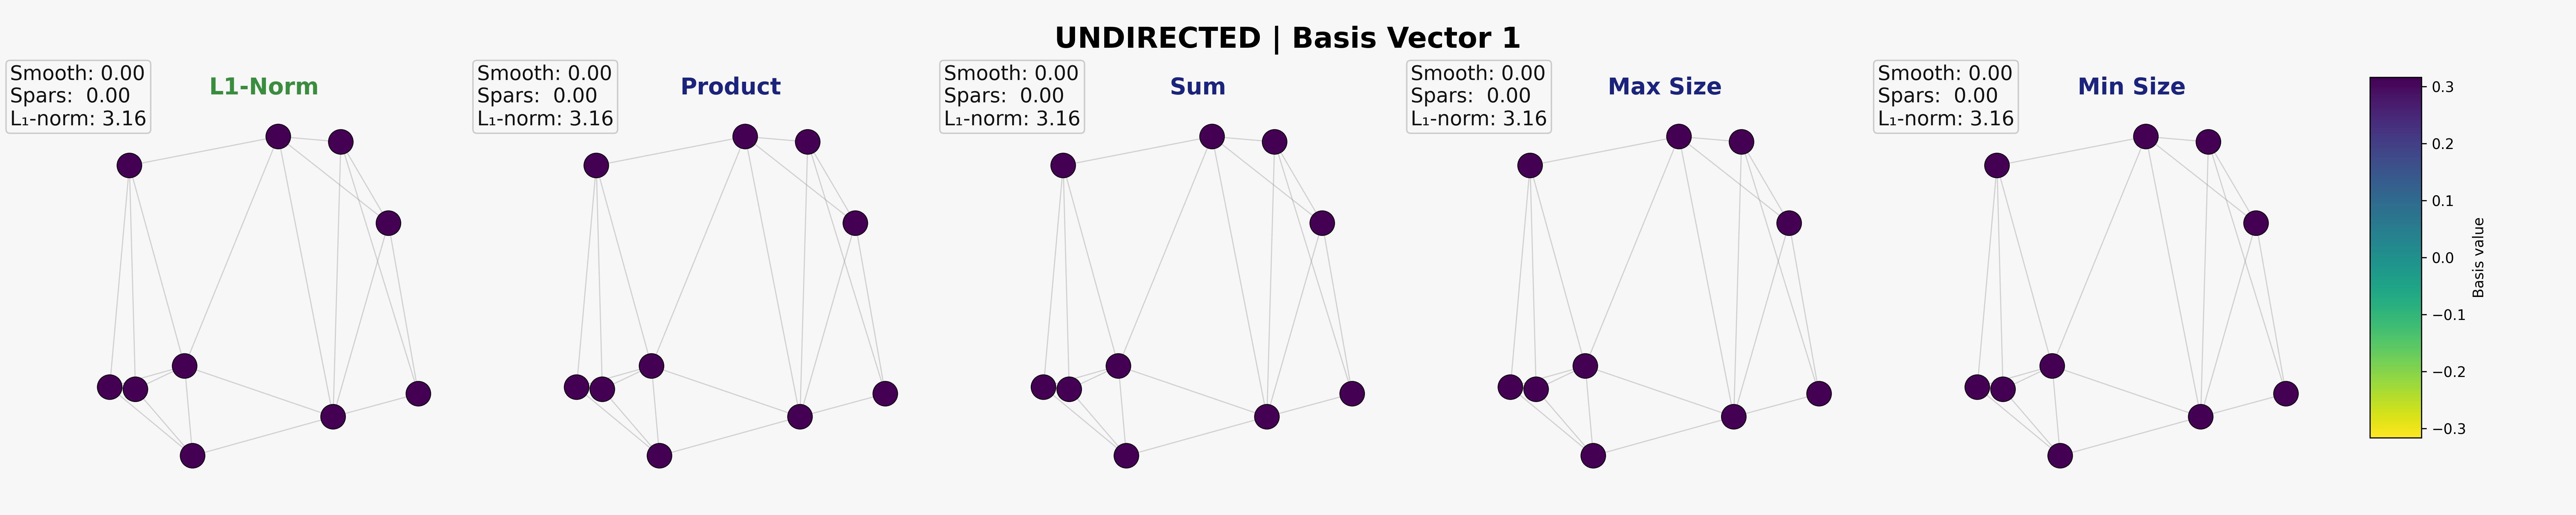 UNDIRECTED | Basis Vector 1
Smooth: 0.00
Spars:  0.00
L₁-norm: 3.16
L1-Norm
Smooth: 0.00
Spars:  0.00
L₁-norm: 3.16
Product
Smooth: 0.00
Spars:  0.00
L₁-norm: 3.16
Sum
Smooth: 0.00
Spars:  0.00
L₁-norm: 3.16
Max Size
Smooth: 0.00
Spars:  0.00
L₁-norm: 3.16
Min Size
0.3
0.2
0.1
0.0
−0.1
−0.2
−0.3
Basis value